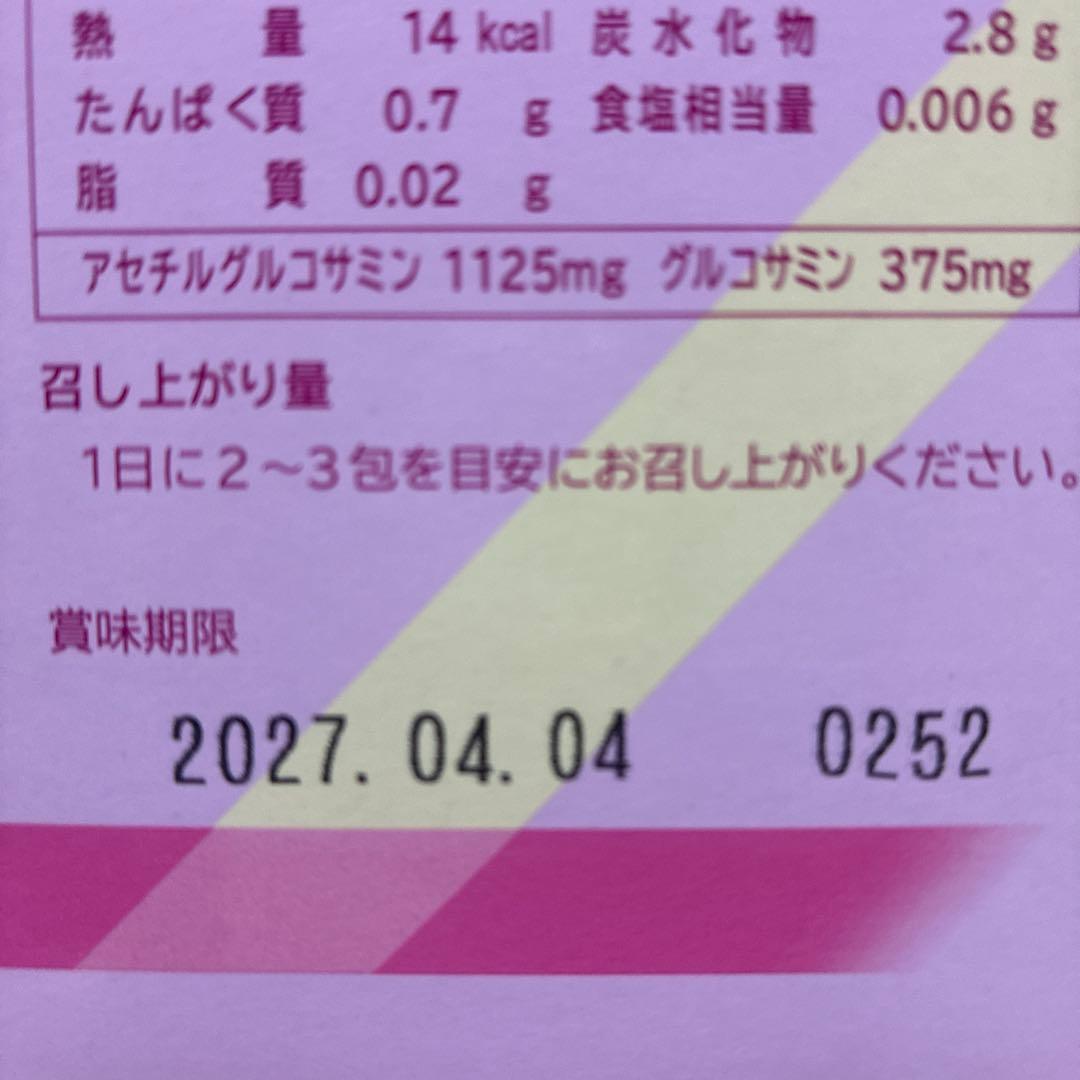 熱量 14 kcal 炭水化物 2.8 g
たんぱく質 0.7 g 食塩相当量 0.006 g
脂質 0.02 g
アセチルグルコサミン 1125mg グルコサミン 375mg
召し上がり量
1日に2～3包を目安にお召し上がりください。
賞味期限
2027. 04. 04 0252